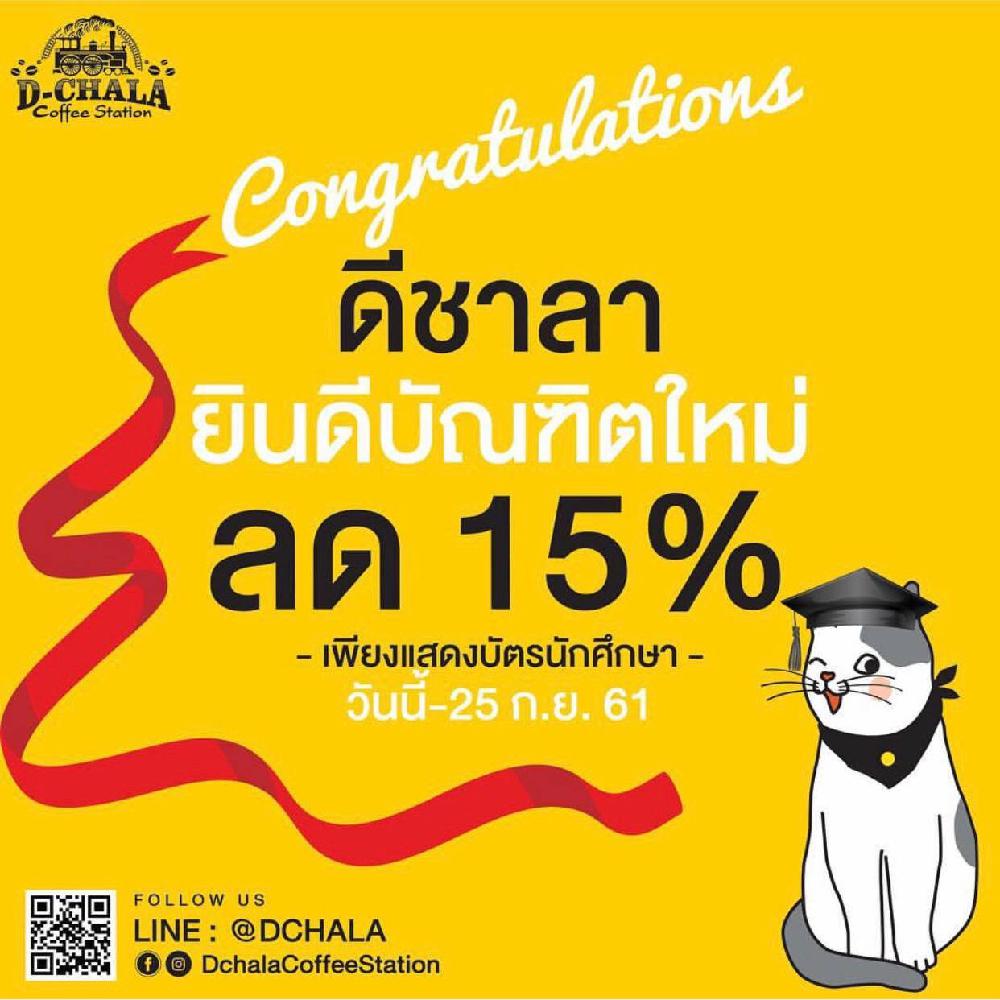 D-CHALA
Coffee Station
Congratulations
ดีชาลา
ยินดีบัณฑิตใหม่
ลด 15%
- เพียงแสดงบัตรนักศึกษา -
วันนี้-25 ก.ย. 61
FOLLOW US
LINE : @DCHALA
DchalaCoffeeStation